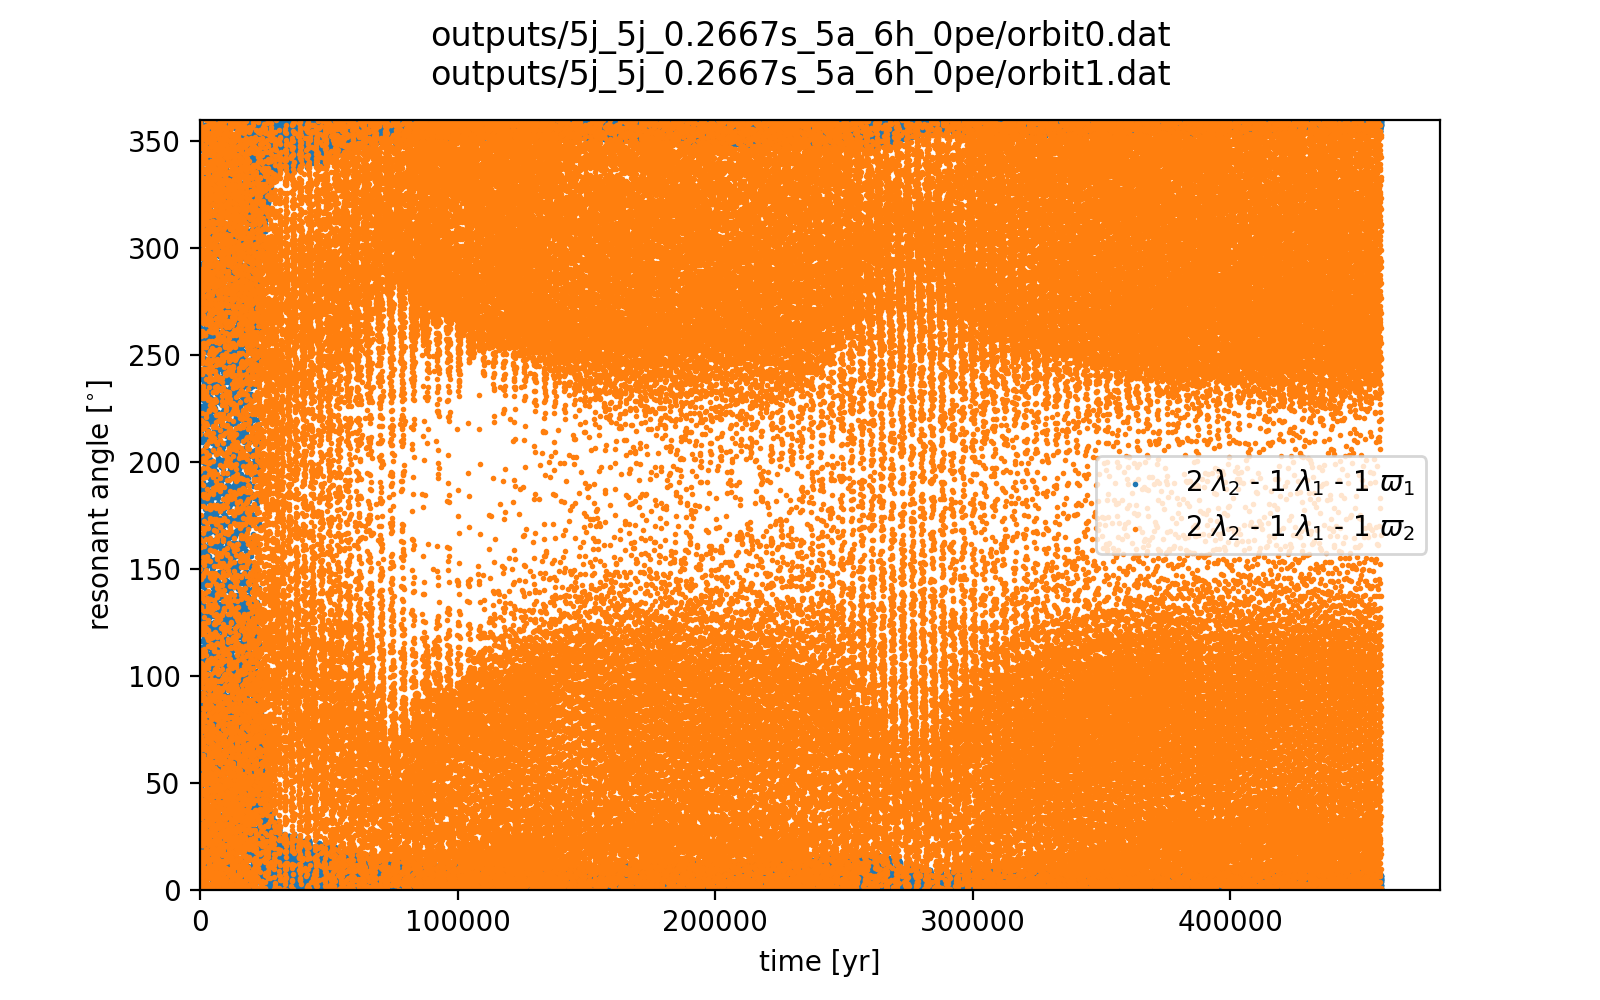 outputs/5j_5j_0.2667s_5a_6h_0pe/orbit0.dat
outputs/5j_5j_0.2667s_5a_6h_0pe/orbit1.dat
350
300
250
200
150
100
50
0
resonant angle [°]
2 λ₂ - 1 λ₁ - 1 ϖ₁
2 λ₂ - 1 λ₁ - 1 ϖ₂
0 100000 200000 300000 400000
time [yr]